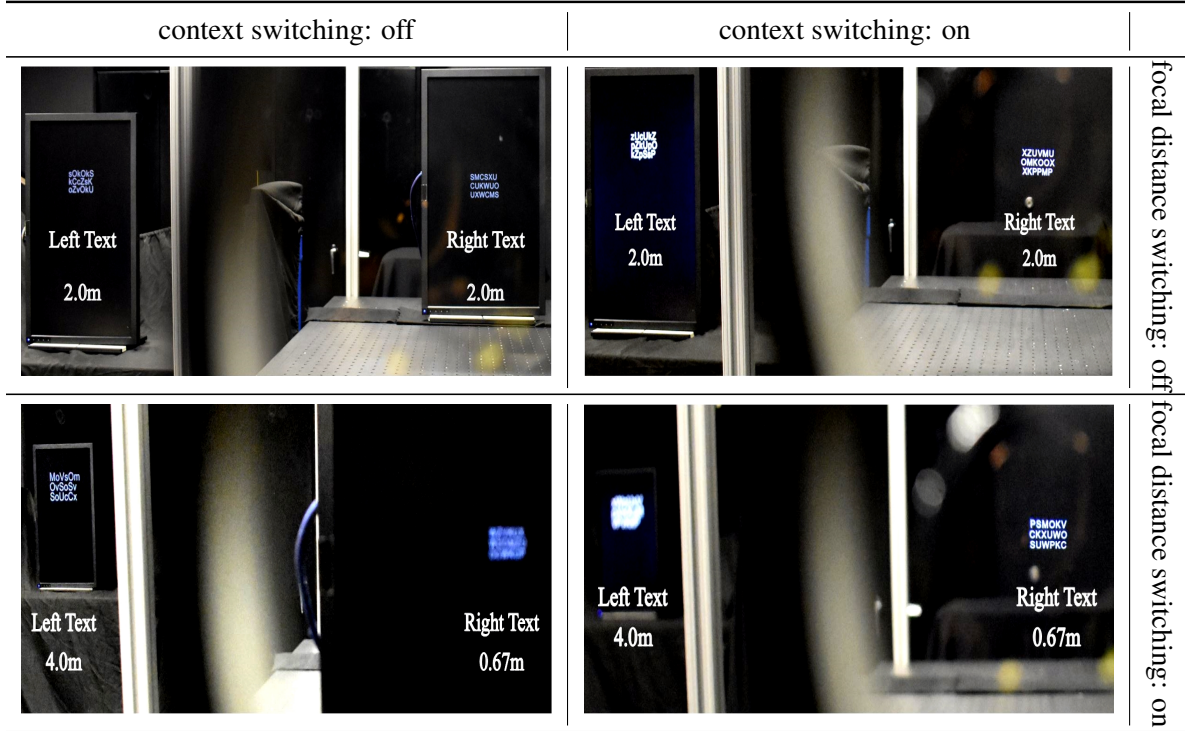 context switching: off
context switching: on
sOkOkS
kCcZsK
oZvOkU
Left Text
2.0m
SMCSXU
CUKWUO
UXWCMS
Right Text
2.0m
zUcUkZ
pZkUpO
kZpSsP
Left Text
2.0m
XZUVMU
OMKOOX
XKPPMP
Right Text
2.0m
focal distance switching: off
MoVsOm
OvSoSv
SoUcCx
Left Text
4.0m
Right Text
0.67m
Left Text
4.0m
PSMOKV
CKXUWO
SUWPKC
Right Text
0.67m
focal distance switching: on